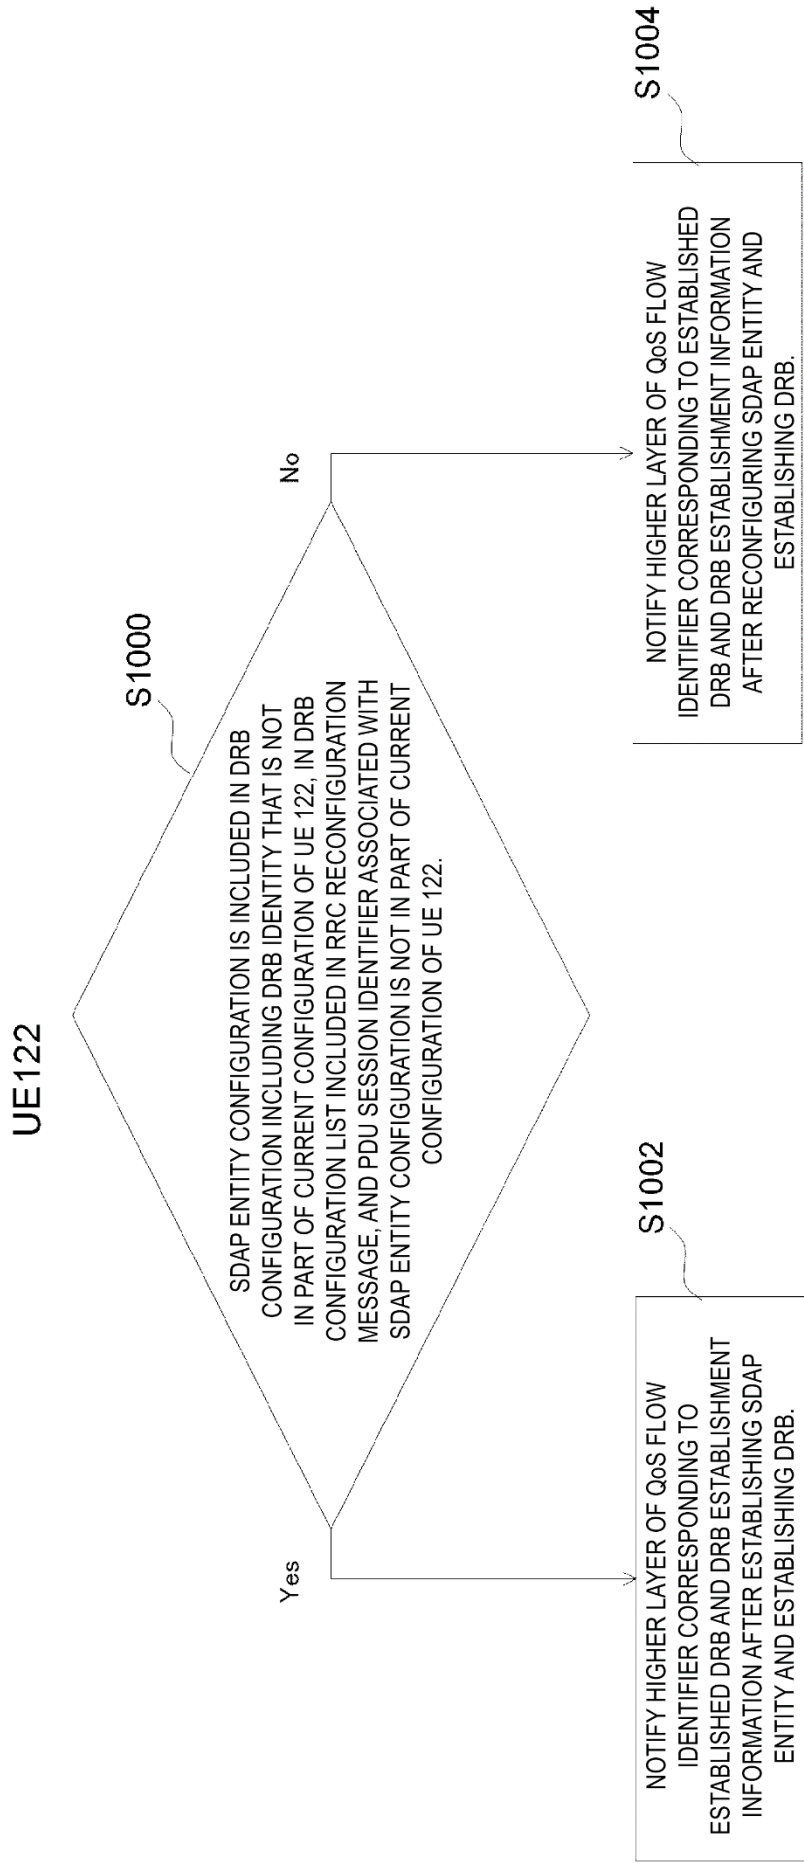 UE122
S1000
SDAP ENTITY CONFIGURATION IS INCLUDED IN DRB
CONFIGURATION INCLUDING DRB IDENTITY THAT IS NOT
IN PART OF CURRENT CONFIGURATION OF UE 122, IN DRB
CONFIGURATION LIST INCLUDED IN RRC RECONFIGURATION
MESSAGE, AND PDU SESSION IDENTIFIER ASSOCIATED WITH
SDAP ENTITY CONFIGURATION IS NOT IN PART OF CURRENT
CONFIGURATION OF UE 122.
Yes
No
S1002
NOTIFY HIGHER LAYER OF QoS FLOW
IDENTIFIER CORRESPONDING TO
ESTABLISHED DRB AND DRB ESTABLISHMENT
INFORMATION AFTER ESTABLISHING SDAP
ENTITY AND ESTABLISHING DRB.
S1004
NOTIFY HIGHER LAYER OF QoS FLOW
IDENTIFIER CORRESPONDING TO ESTABLISHED
DRB AND DRB ESTABLISHMENT INFORMATION
AFTER RECONFIGURING SDAP ENTITY AND
ESTABLISHING DRB.